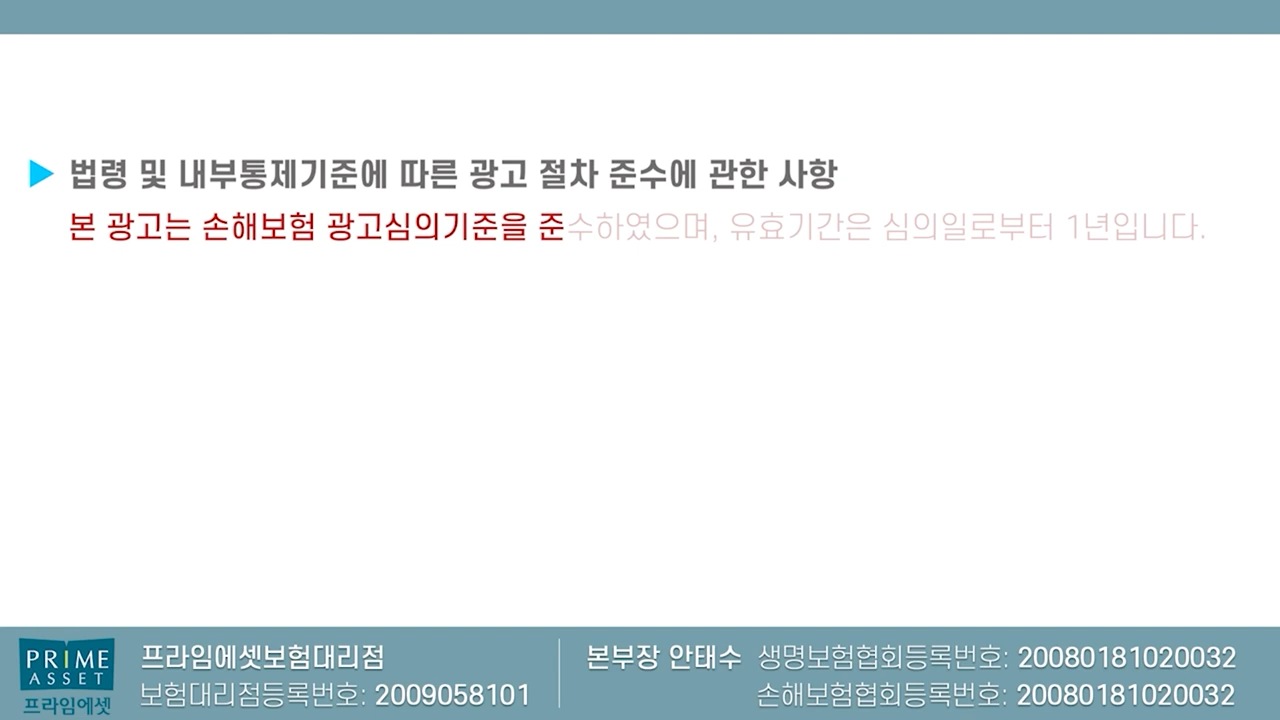 ▶ 법령 및 내부통제기준에 따른 광고 절차 준수에 관한 사항
본 광고는 손해보험 광고심의기준을 준수하였으며, 유효기간은 심의일로부터 1년입니다.
PRIME
ASSET
프라임에셋
프라임에셋보험대리점
보험대리점등록번호: 2009058101
본부장 안태수 생명보험협회등록번호: 20080181020032
손해보험협회등록번호: 20080181020032